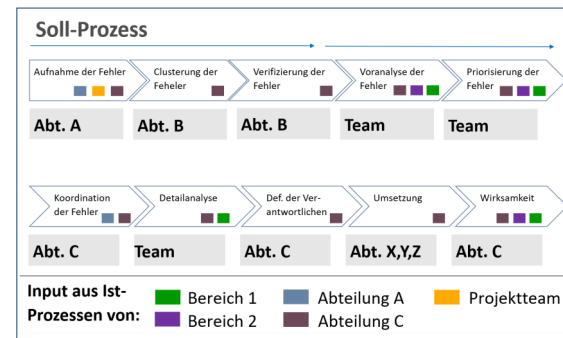 Soll-Prozess
Aufnahme der Fehler
Clusterung der
Feheler
Verifizierung der
Fehler
Voranalyse der
Fehler
Priorisierung der
Fehler
Abt. A
Abt. B
Abt. B
Team
Team
Koordination
der Fehler
Detailanalyse
Def. der Ver-
antwortlichen
Umsetzung
Wirksamkeit
Abt. C
Team
Abt. C
Abt. X,Y,Z
Abt. C
Input aus Ist-
Prozessen von:
Bereich 1
Abteilung A
Projektteam
Bereich 2
Abteilung C